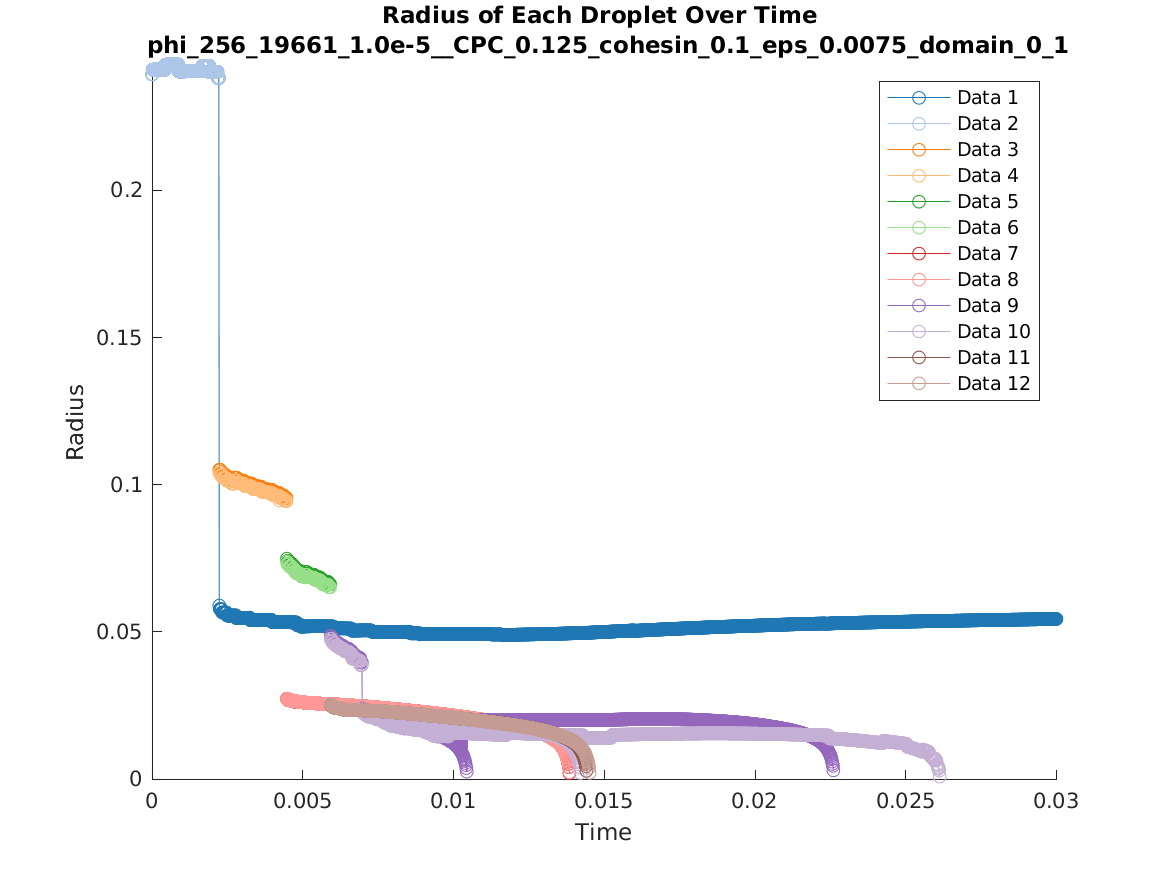 Radius of Each Droplet Over Time
phi_256_19661_1.0e-5__CPC_0.125_cohesin_0.1_eps_0.0075_domain_0_1
Data 1
Data 2
Data 3
Data 4
Data 5
Data 6
Data 7
Data 8
Data 9
Data 10
Data 11
Data 12
0.2
0.15
0.1
0.05
0
Radius
0
0.005
0.01
0.015
0.02
0.025
0.03
Time